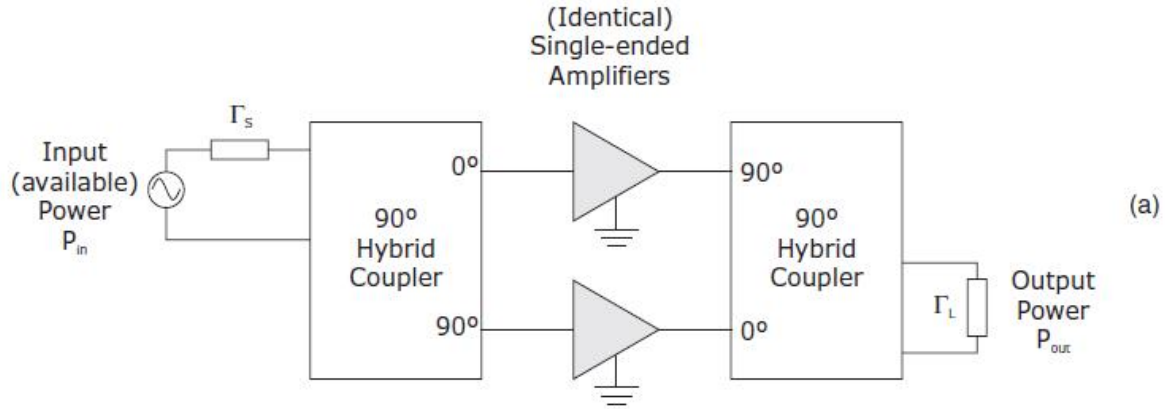 (Identical)
Single-ended
Amplifiers
Γs
Input
(available)
Power
Pin
0º
90º
Hybrid
Coupler
90º
90º
90º
Hybrid
Coupler
0º
ΓL
Output
Power
Pout
(a)